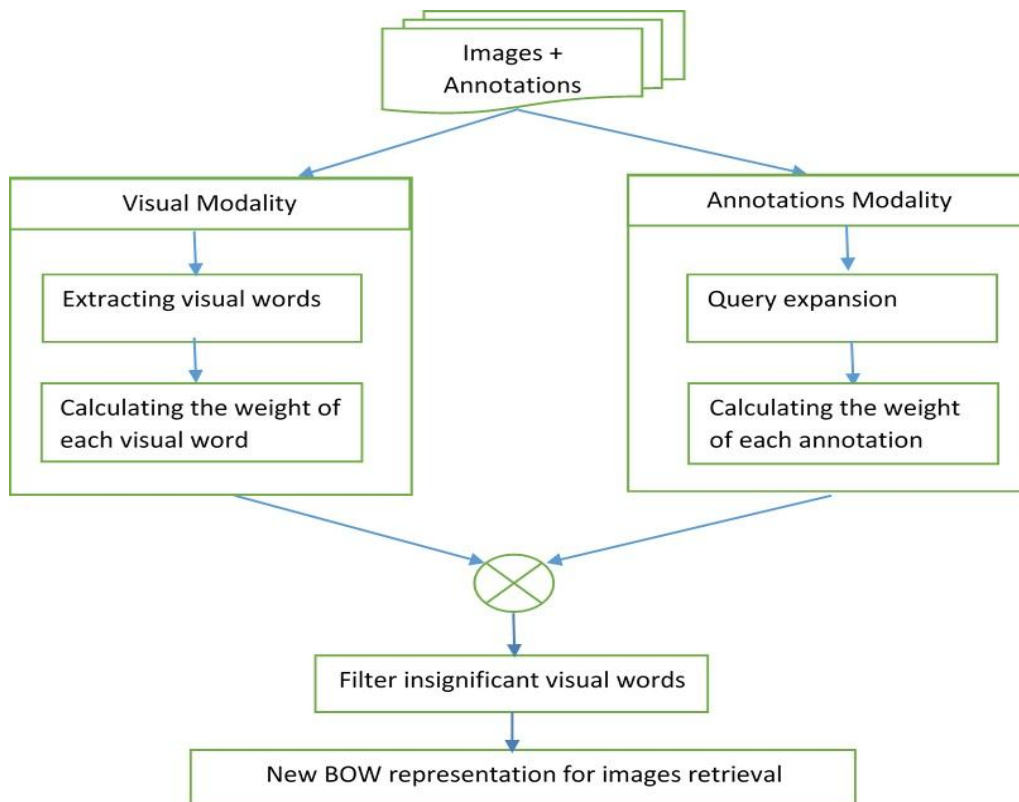 Images +
Annotations
Visual Modality
Extracting visual words
Calculating the weight of
each visual word
Annotations Modality
Query expansion
Calculating the weight
of each annotation
Filter insignificant visual words
New BOW representation for images retrieval